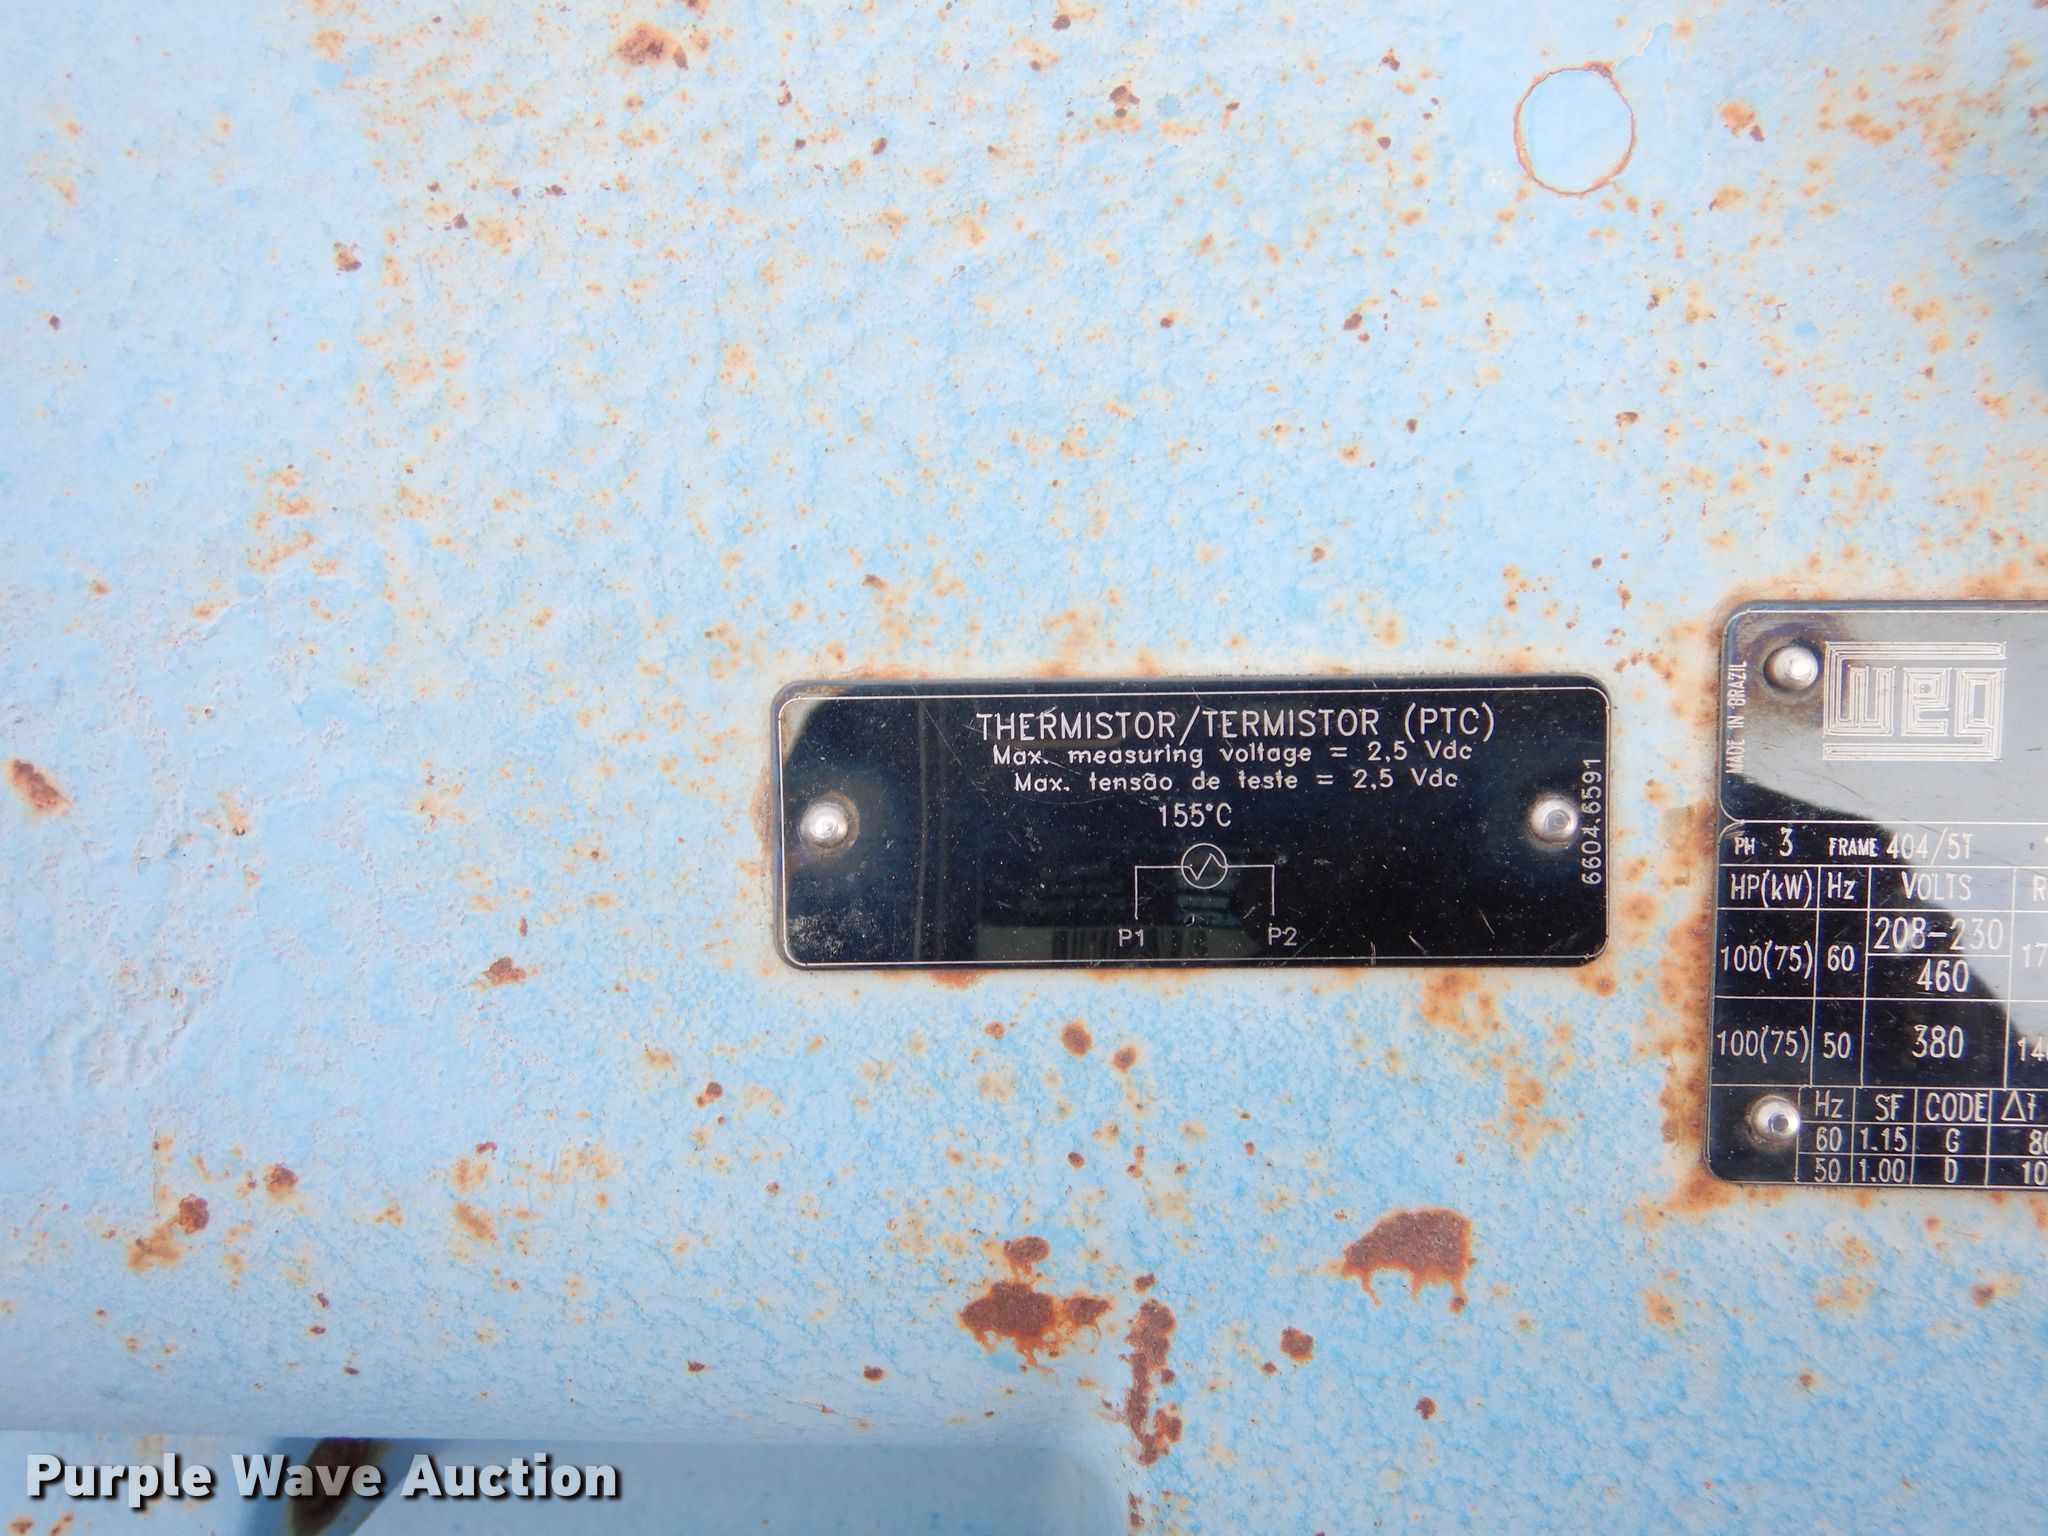 THERMISTOR/TERMISTOR (PTC)
Max. measuring voltage = 2,5 Vdc
Max. tensão de teste = 2,5 Vdc
155°C
P1 P2
6604.6591
MADE IN BRAZIL
weg
PH 3 FRAME 404/5T
HP(kW) Hz VOLTS
100(75) 60 208-230
460
100(75) 50 380
Hz SF CODE Δt
60 1.15 G
50 1.00 D
Purple Wave Auction